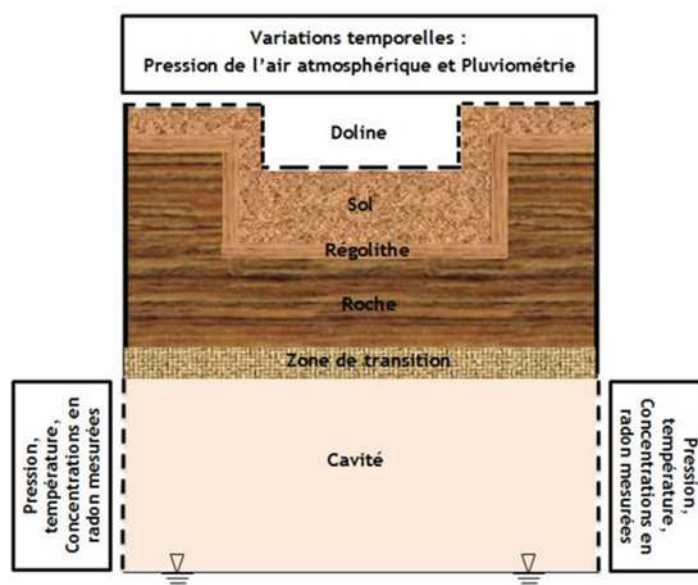 Variations temporelles :
Pression de l'air atmosphérique et Pluviométrie
Doline
Sol
Régolithe
Roche
Zone de transition
Pression,
température,
Concentrations en
radon mesurées
Cavité
Pression,
température,
Concentrations en
radon mesurées